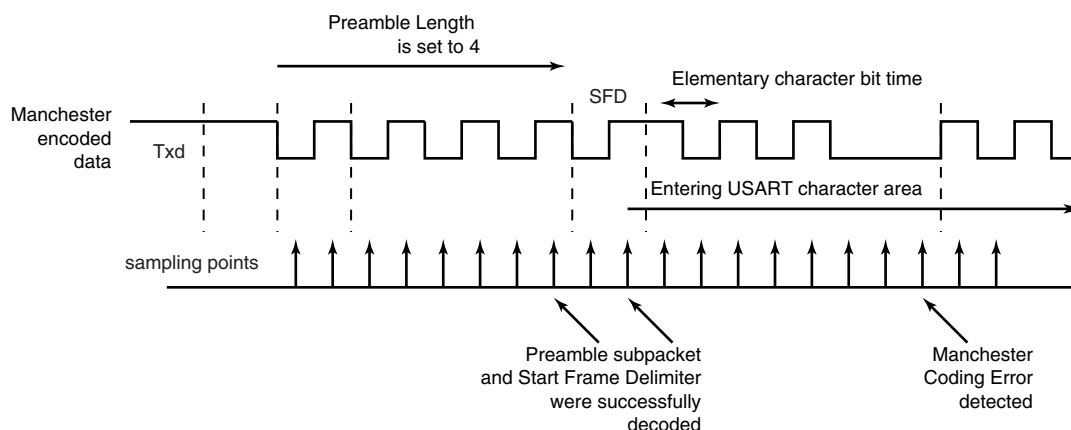 Preamble Length
is set to 4
SFD
Elementary character bit time
Manchester
encoded
data
Txd
Entering USART character area
sampling points
Preamble subpacket
and Start Frame Delimiter
were successfully
decoded
Manchester
Coding Error
detected